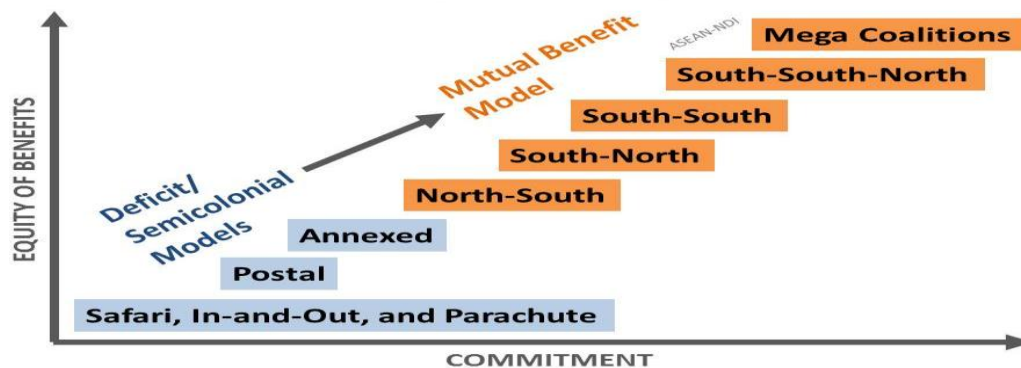 EQUITY OF BENEFITS
Deficit/
Semicolonial
Models
Mutual Benefit
Model
ASEAN-NDI
Mega Coalitions
South-South-North
South-South
South-North
North-South
Annexed
Postal
Safari, In-and-Out, and Parachute
COMMITMENT